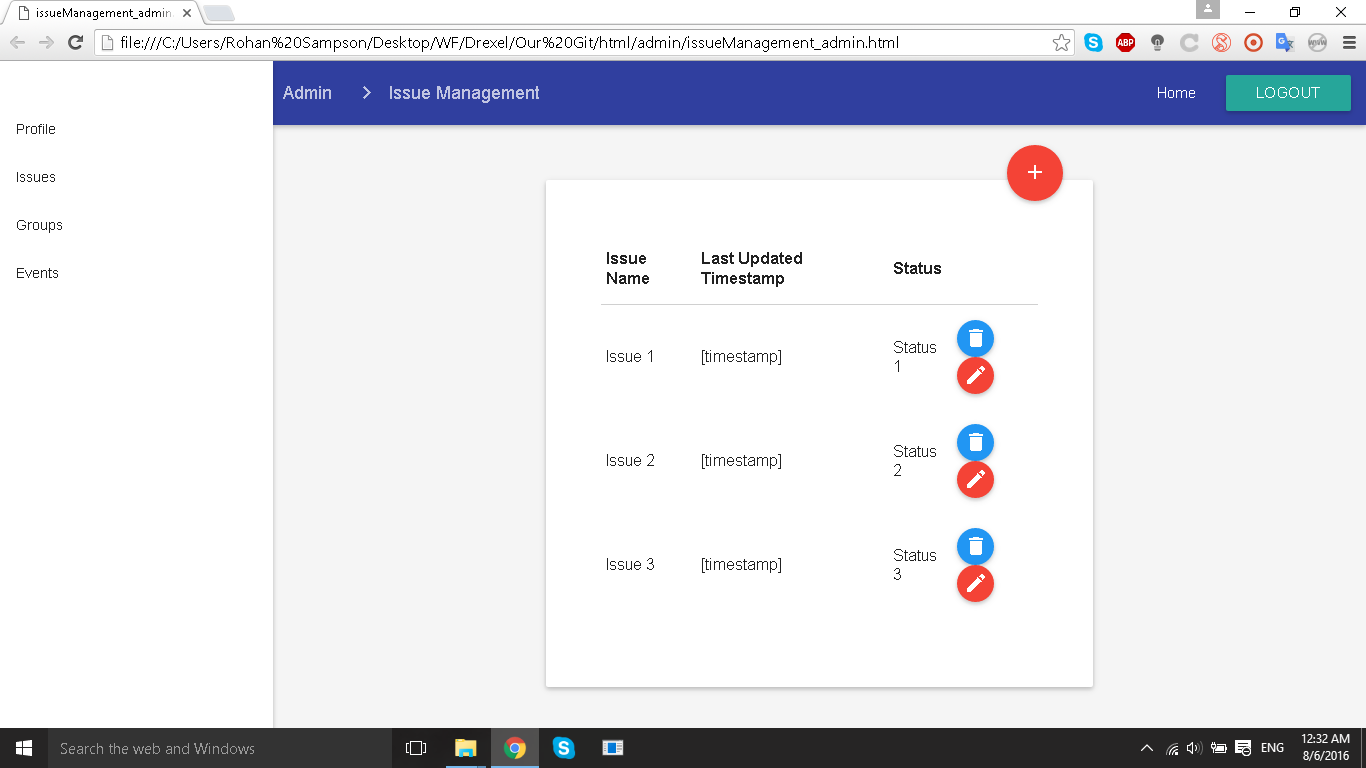 issueManagement_admin.
file:///C:/Users/Rohan%20Sampson/Desktop/WF/Drexel/Our%20Git/html/admin/issueManagement_admin.html
ABP
Admin > Issue Management
Home
LOGOUT
Profile
Issues
Groups
Events
+
Issue Name
Last Updated Timestamp
Status
Issue 1
[timestamp]
Status 1
Issue 2
[timestamp]
Status 2
Issue 3
[timestamp]
Status 3
Search the web and Windows
ENG
12:32 AM
8/6/2016